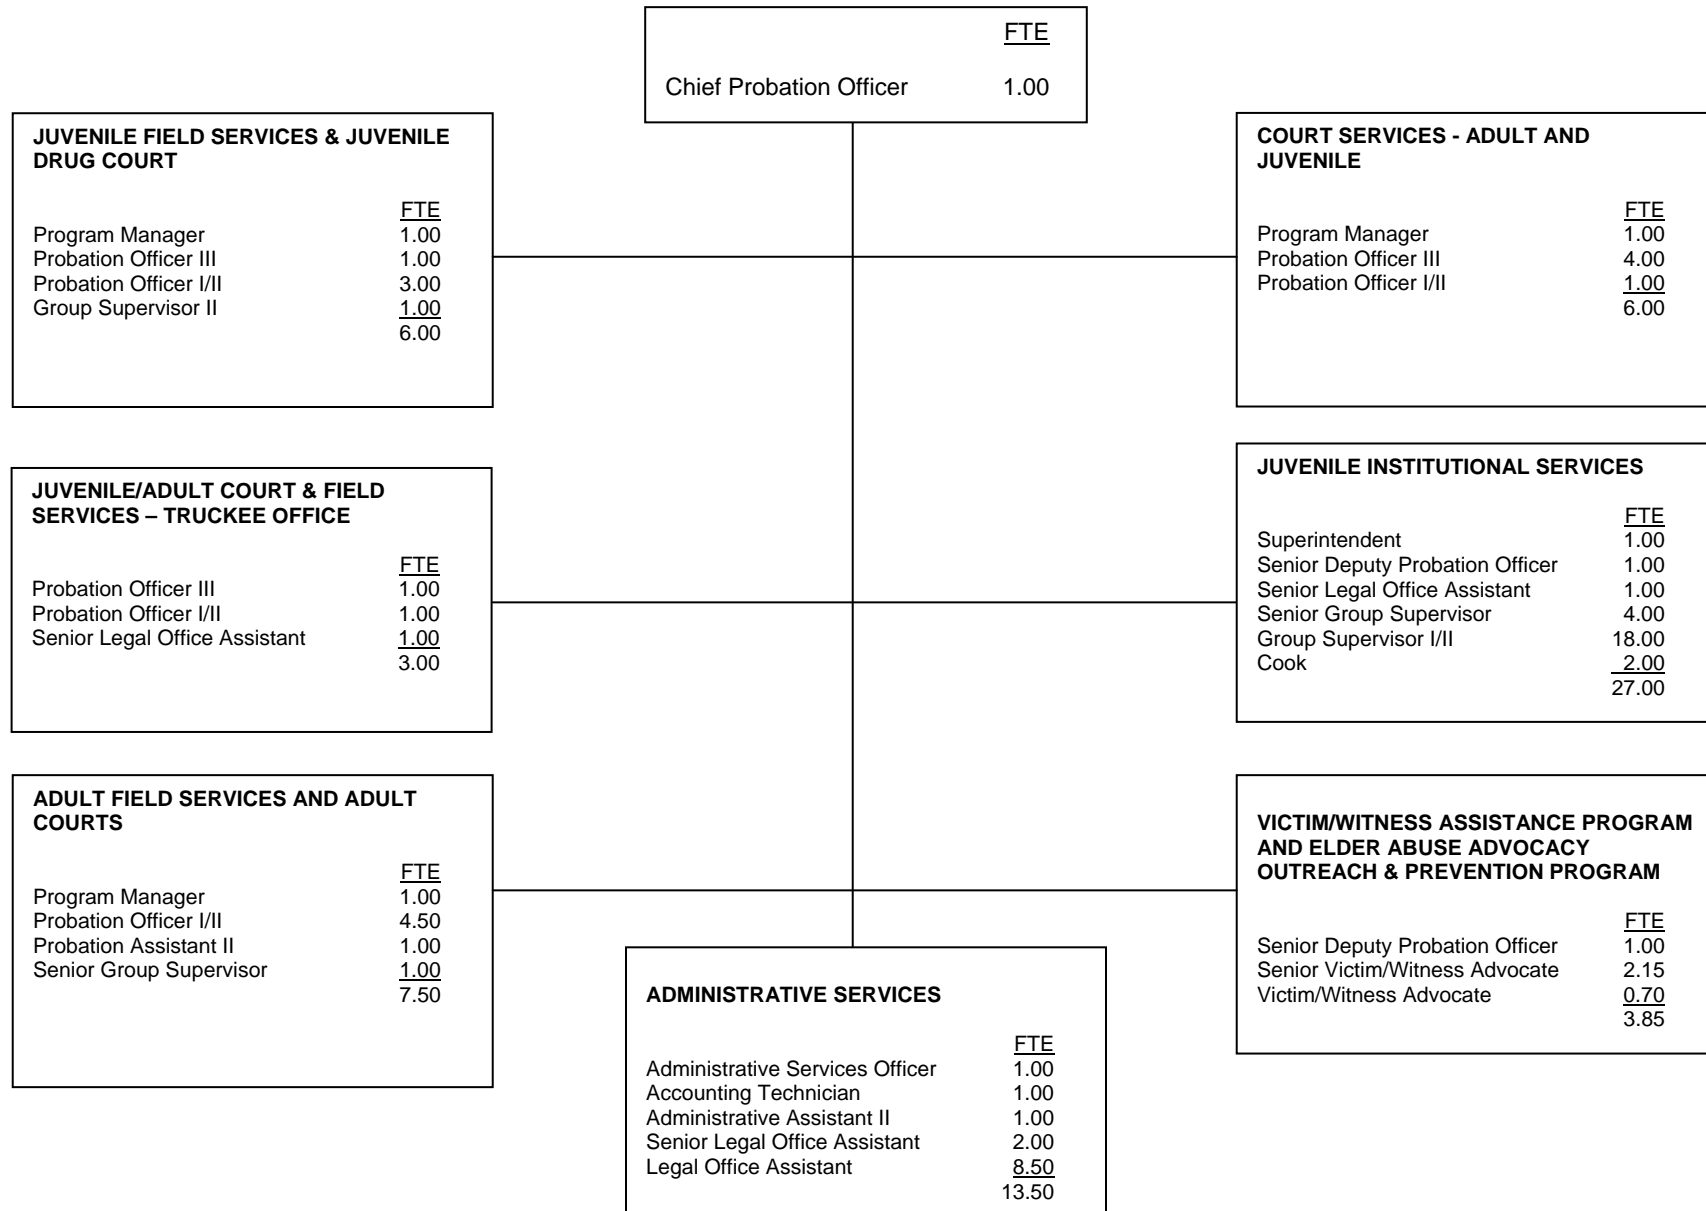 FTE
Chief Probation Officer 1.00
JUVENILE FIELD SERVICES & JUVENILE
DRUG COURT
FTE
Program Manager 1.00
Probation Officer III 1.00
Probation Officer I/II 3.00
Group Supervisor II 1.00
6.00
COURT SERVICES - ADULT AND
JUVENILE
FTE
Program Manager 1.00
Probation Officer III 4.00
Probation Officer I/II 1.00
6.00
JUVENILE/ADULT COURT & FIELD
SERVICES – TRUCKEE OFFICE
FTE
Probation Officer III 1.00
Probation Officer I/II 1.00
Senior Legal Office Assistant 1.00
3.00
JUVENILE INSTITUTIONAL SERVICES
FTE
Superintendent 1.00
Senior Deputy Probation Officer 1.00
Senior Legal Office Assistant 1.00
Senior Group Supervisor 4.00
Group Supervisor I/II 18.00
Cook 2.00
27.00
ADULT FIELD SERVICES AND ADULT
COURTS
FTE
Program Manager 1.00
Probation Officer I/II 4.50
Probation Assistant II 1.00
Senior Group Supervisor 1.00
7.50
VICTIM/WITNESS ASSISTANCE PROGRAM
AND ELDER ABUSE ADVOCACY
OUTREACH & PREVENTION PROGRAM
FTE
Senior Deputy Probation Officer 1.00
Senior Victim/Witness Advocate 2.15
Victim/Witness Advocate 0.70
3.85
ADMINISTRATIVE SERVICES
FTE
Administrative Services Officer 1.00
Accounting Technician 1.00
Administrative Assistant II 1.00
Senior Legal Office Assistant 2.00
Legal Office Assistant 8.50
13.50